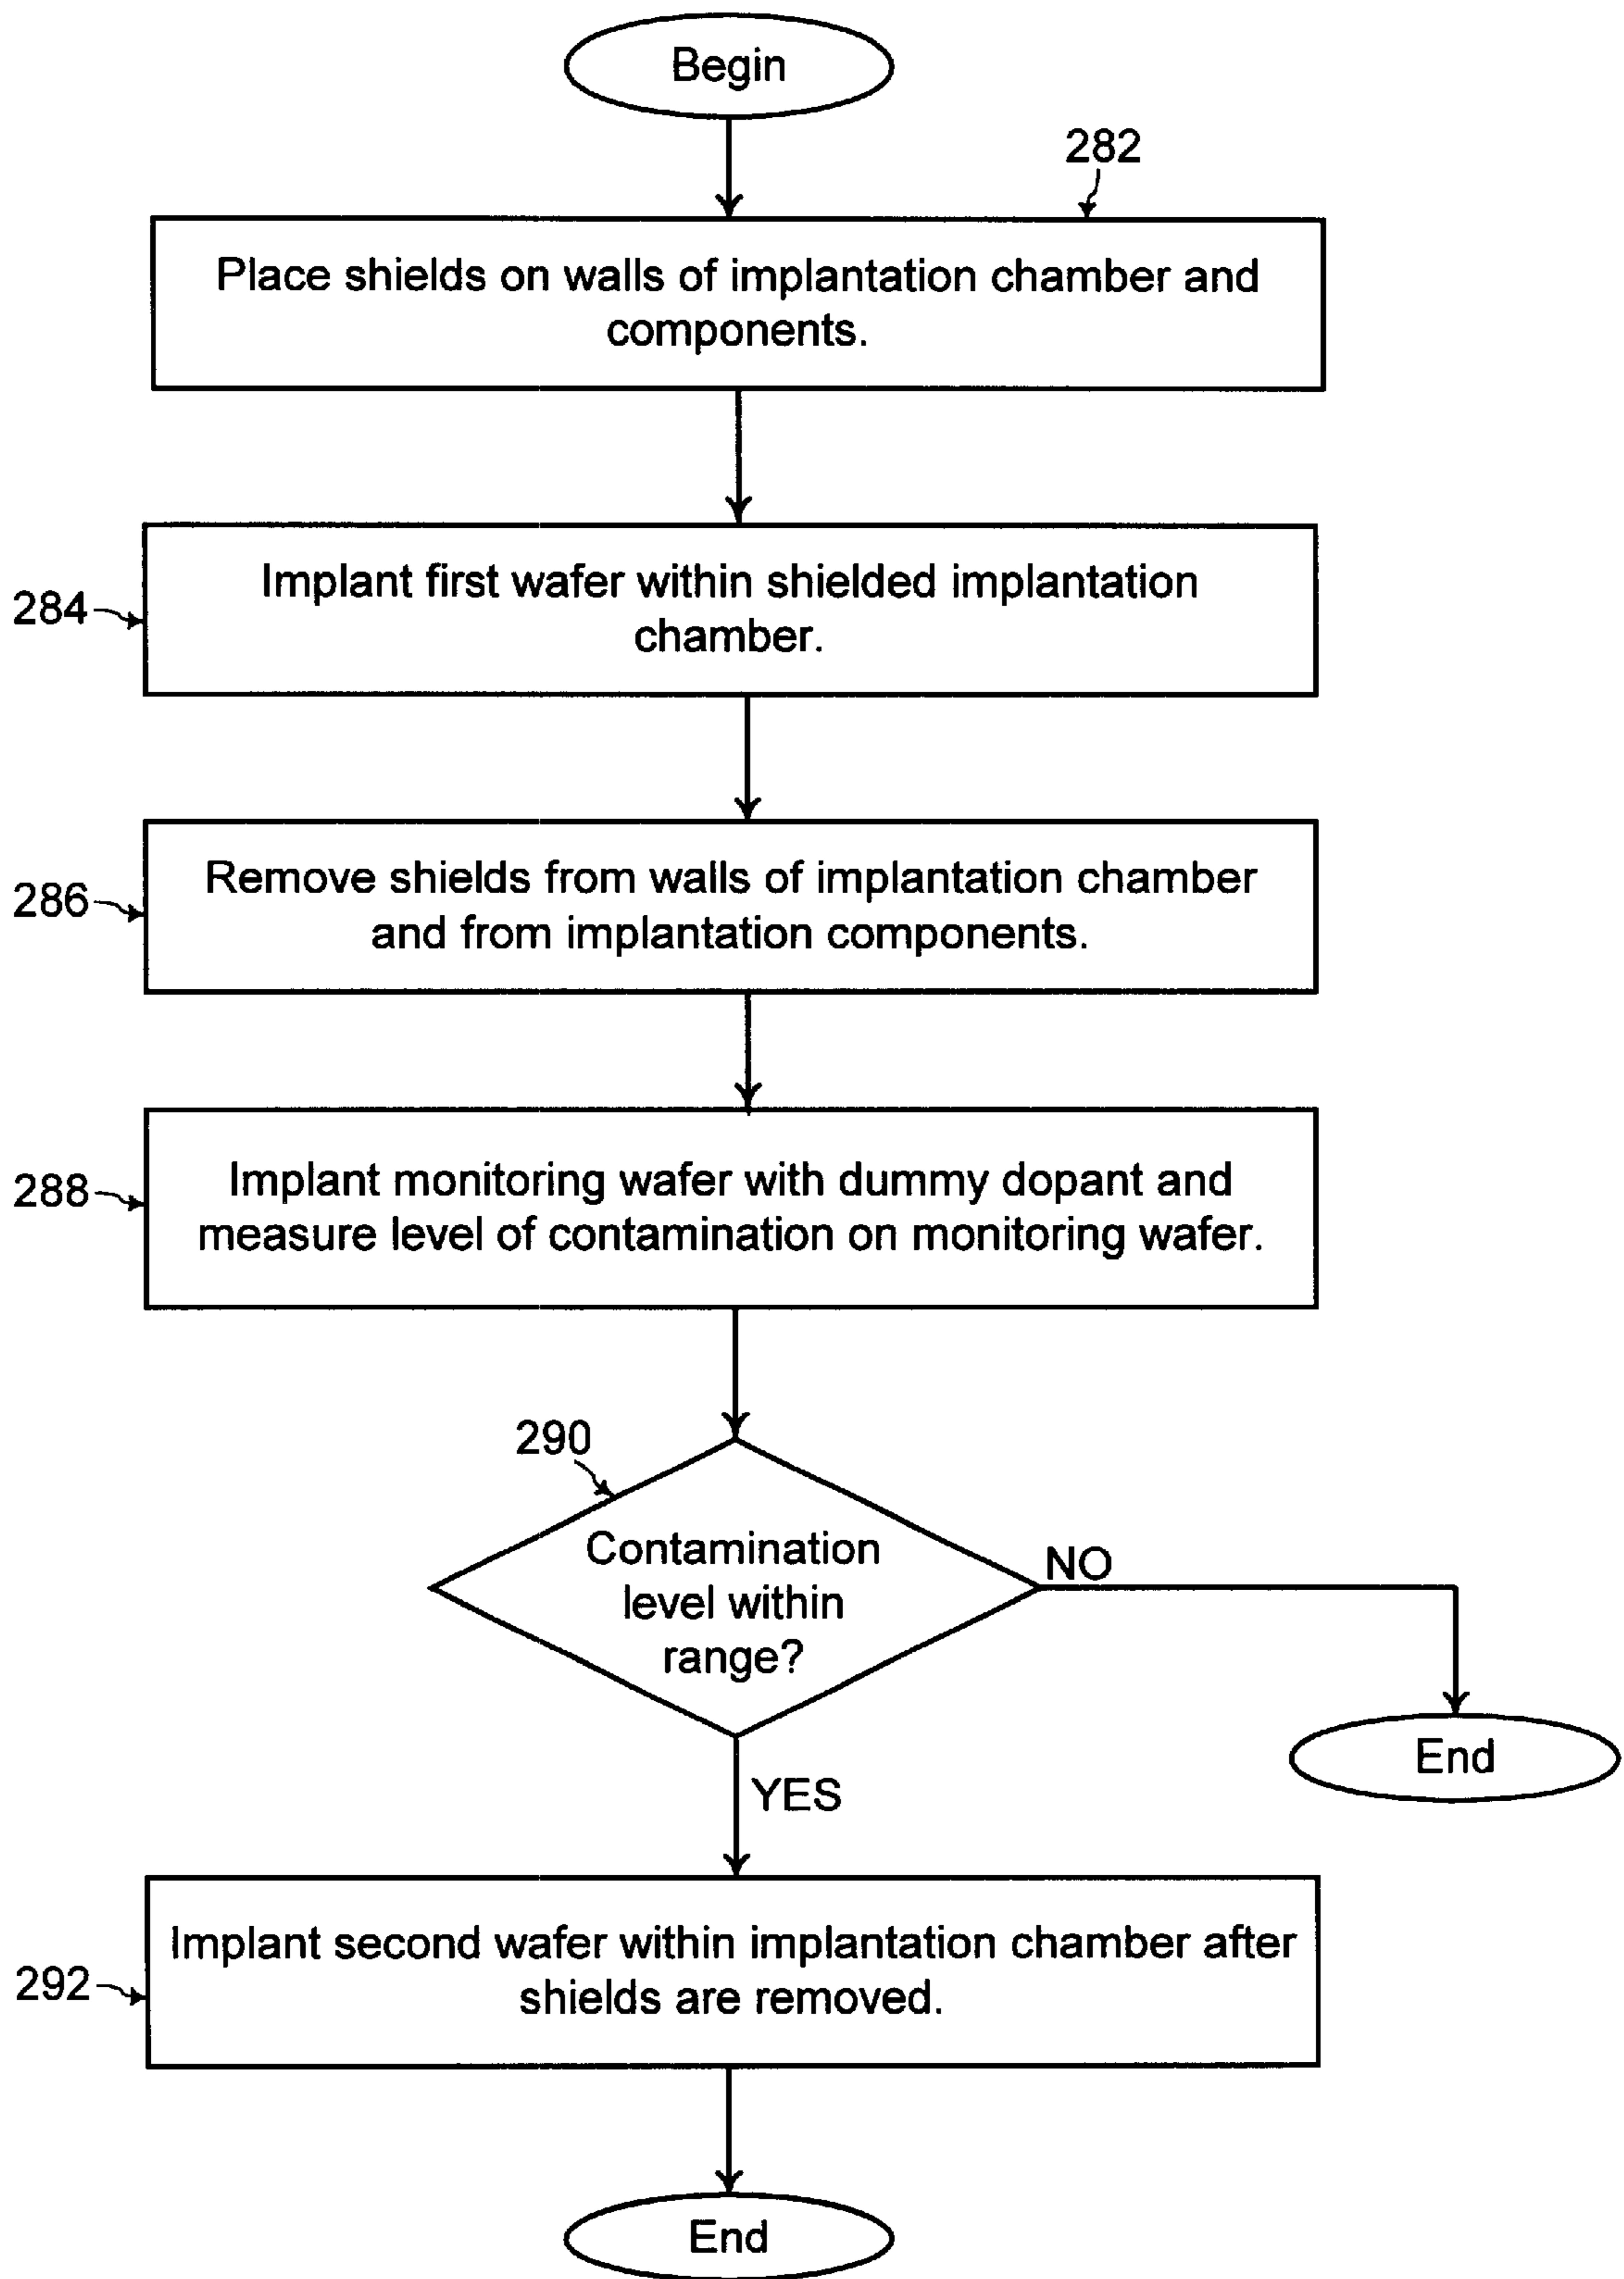 Begin
282
Place shields on walls of implantation chamber and
components.
284
Implant first wafer within shielded implantation
chamber.
286
Remove shields from walls of implantation chamber
and from implantation components.
288
Implant monitoring wafer with dummy dopant and
measure level of contamination on monitoring wafer.
290
Contamination
level within
range?
NO
End
YES
292
Implant second wafer within implantation chamber after
shields are removed.
End